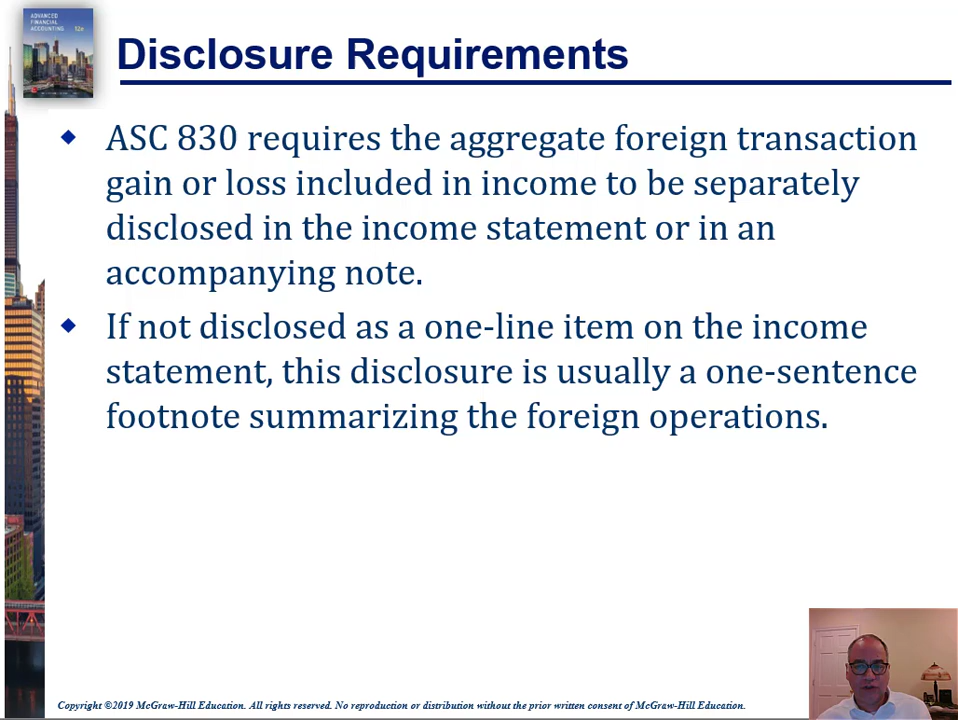 ADVANCED
FINANCIAL
ACCOUNTING
12e
Disclosure Requirements
ASC 830 requires the aggregate foreign transaction
gain or loss included in income to be separately
disclosed in the income statement or in an
accompanying note.
If not disclosed as a one-line item on the income
statement, this disclosure is usually a one-sentence
footnote summarizing the foreign operations.
Copyright ©2019 McGraw-Hill Education. All rights reserved. No reproduction or distribution without the prior written consent of McGraw-Hill Education.